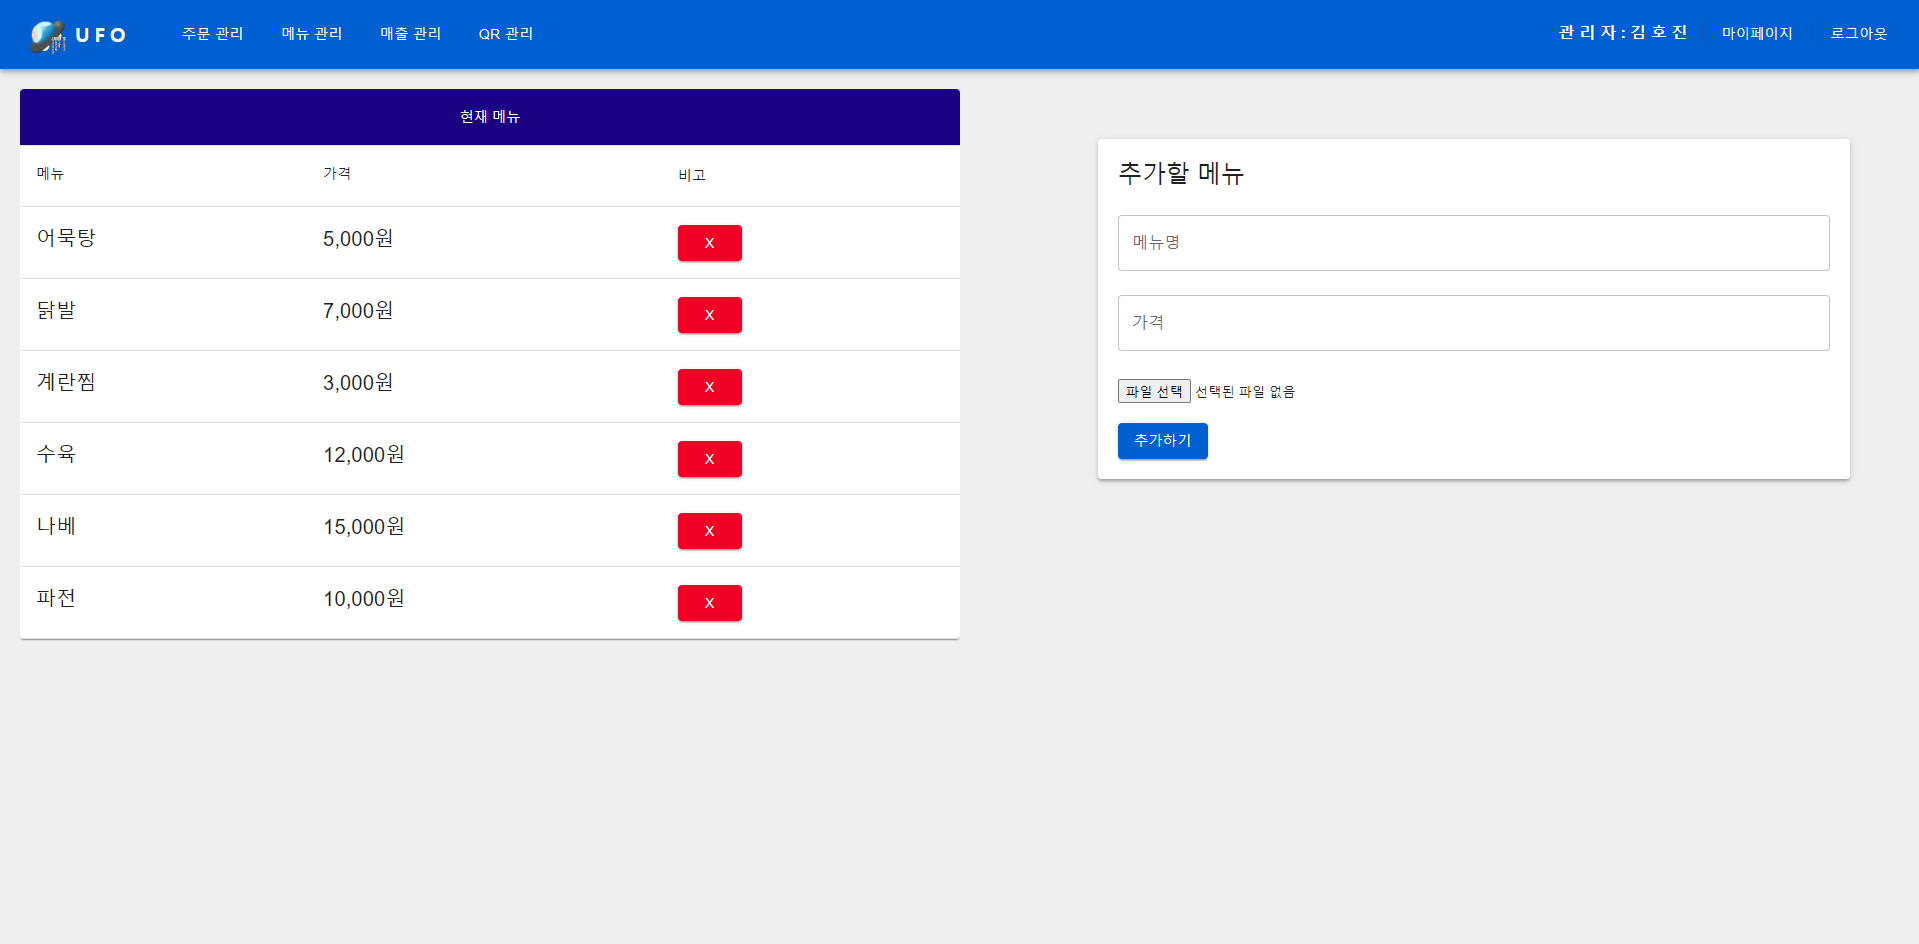 UFO 주문 관리 메뉴 관리 매출 관리 QR 관리 관리자:김호진 마이페이지 로그아웃
현재 메뉴
메뉴 가격 비고
어묵탕 5,000원 X
닭발 7,000원 X
계란찜 3,000원 X
수육 12,000원 X
나베 15,000원 X
파전 10,000원 X
추가할 메뉴
메뉴명
가격
파일 선택 선택된 파일 없음
추가하기